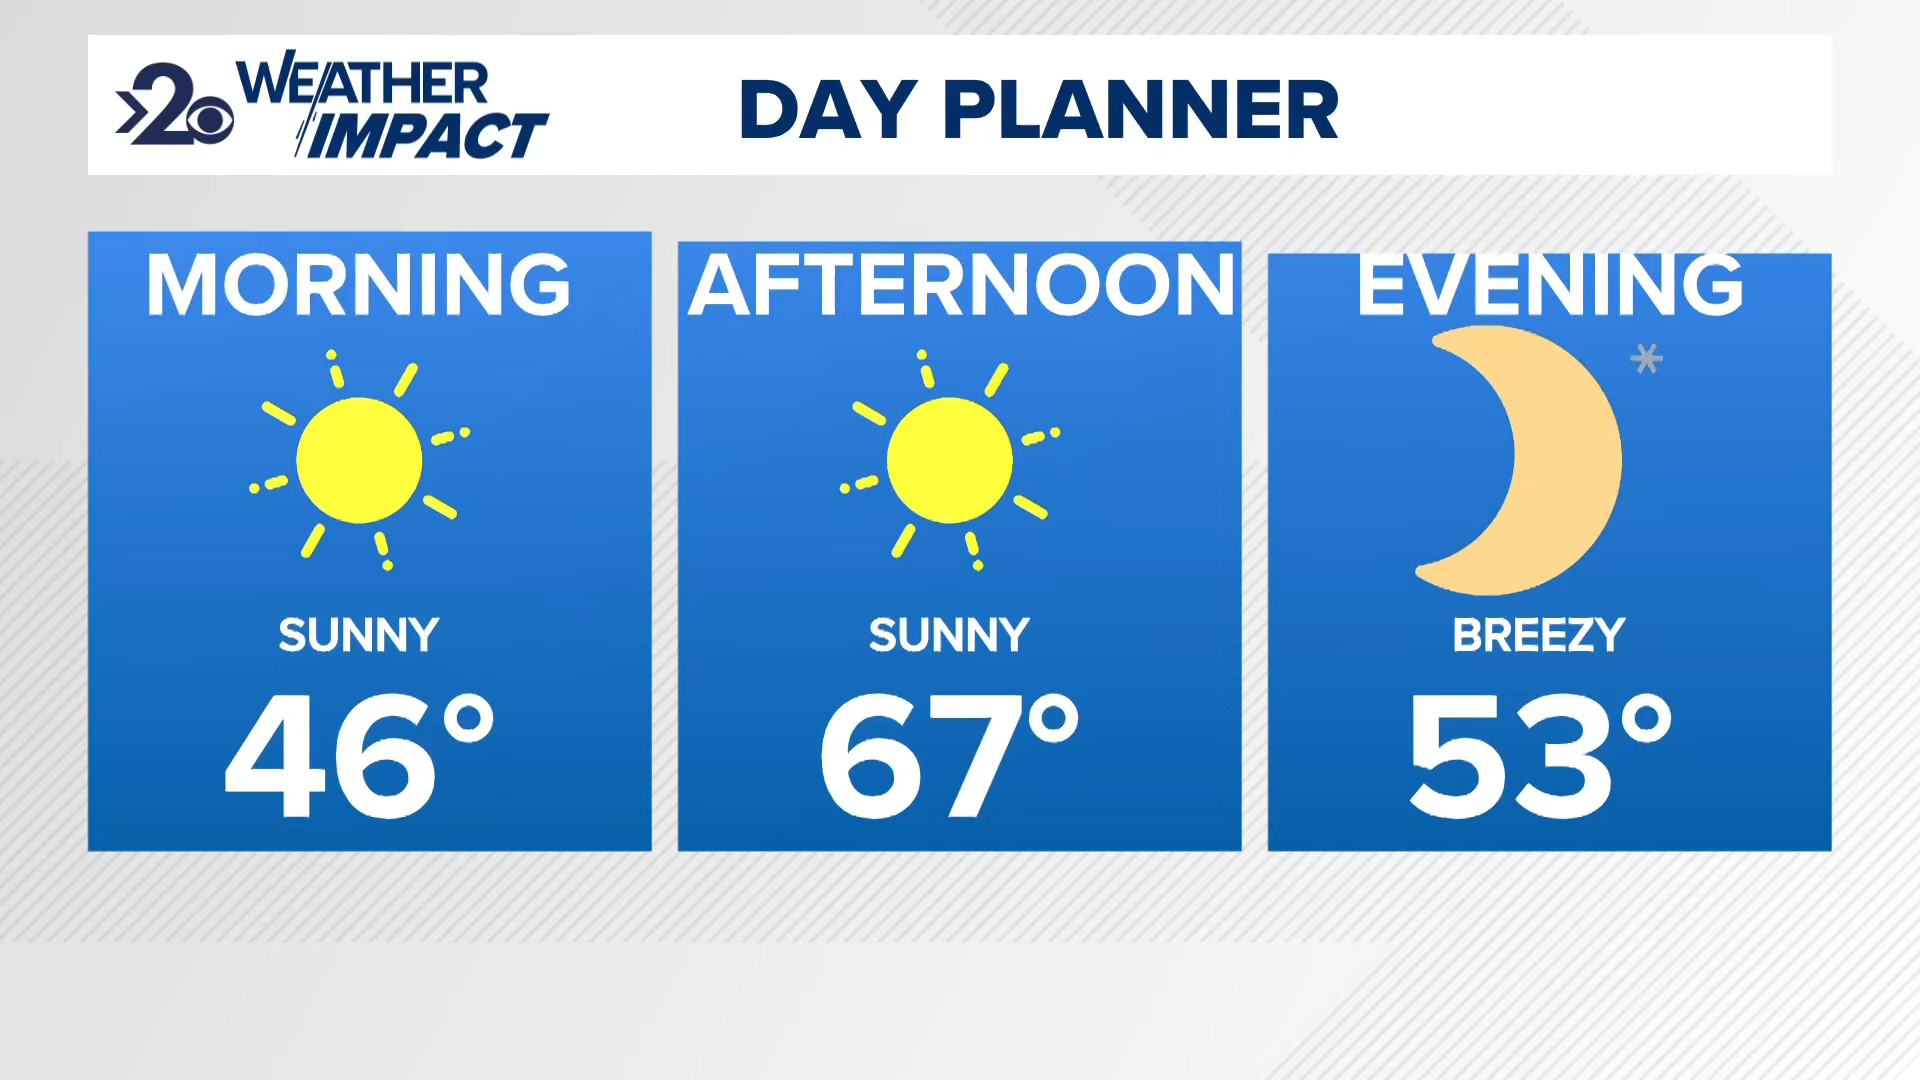 2 WEATHER
IMPACT
DAY PLANNER
MORNING
SUNNY
46°
AFTERNOON
SUNNY
67°
EVENING
BREEZY
53°